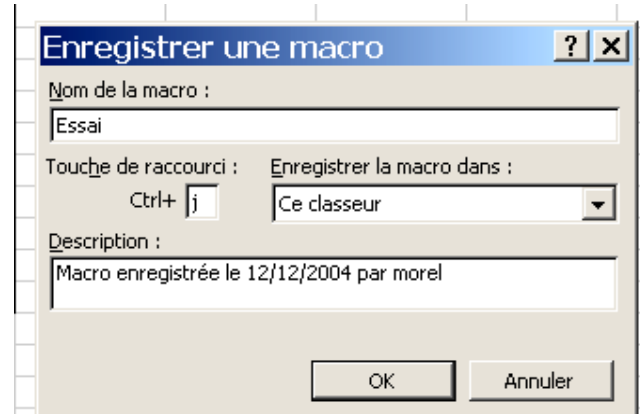 Enregistrer une macro ? X
Nom de la macro :
Essai
Touche de raccourci : Enregistrer la macro dans :
Ctrl+ j Ce classeur
Description :
Macro enregistrée le 12/12/2004 par morel
OK Annuler